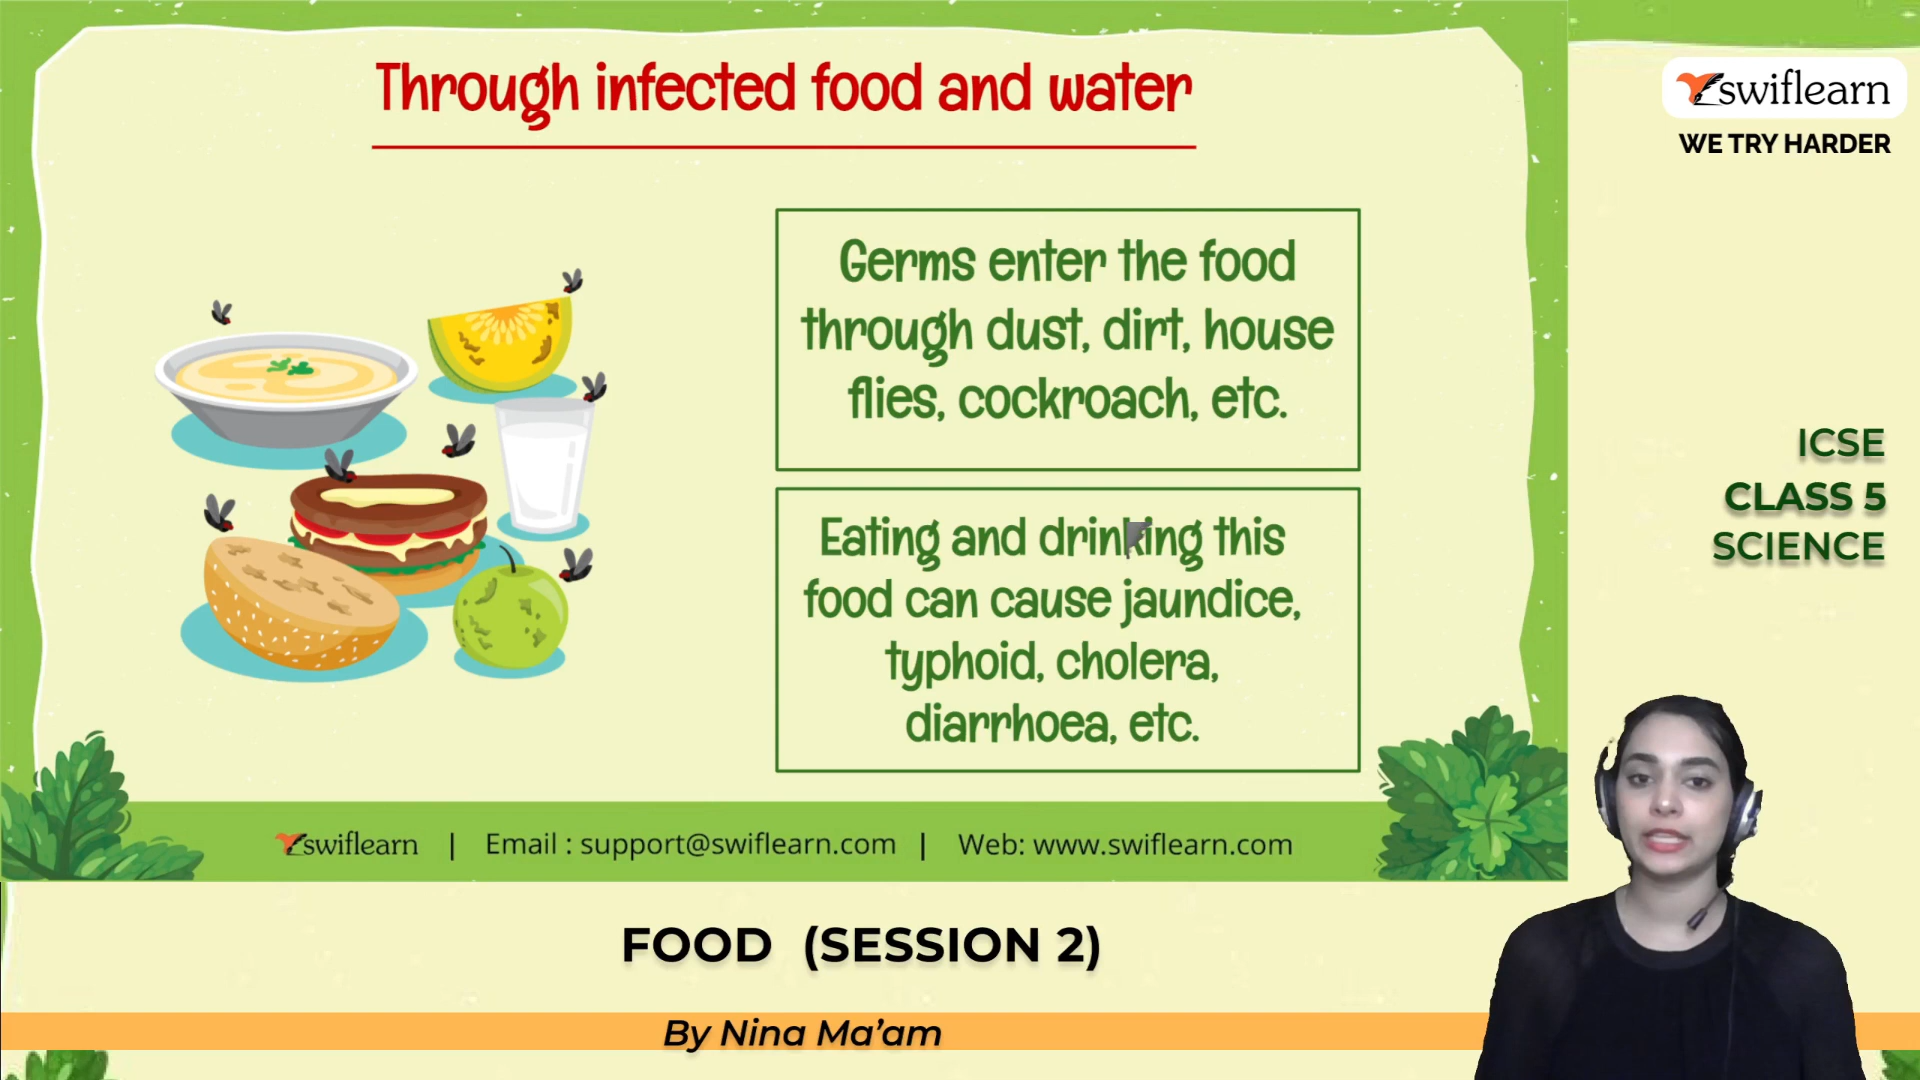 Through infected food and water
swiflearn
WE TRY HARDER
Germs enter the food
through dust, dirt, house
flies, cockroach, etc.
Eating and drinking this
food can cause jaundice,
typhoid, cholera,
diarrhoea, etc.
ICSE
CLASS 5
SCIENCE
swiflearn | Email : support@swiflearn.com | Web: www.swiflearn.com
FOOD (SESSION 2)
By Nina Ma’am